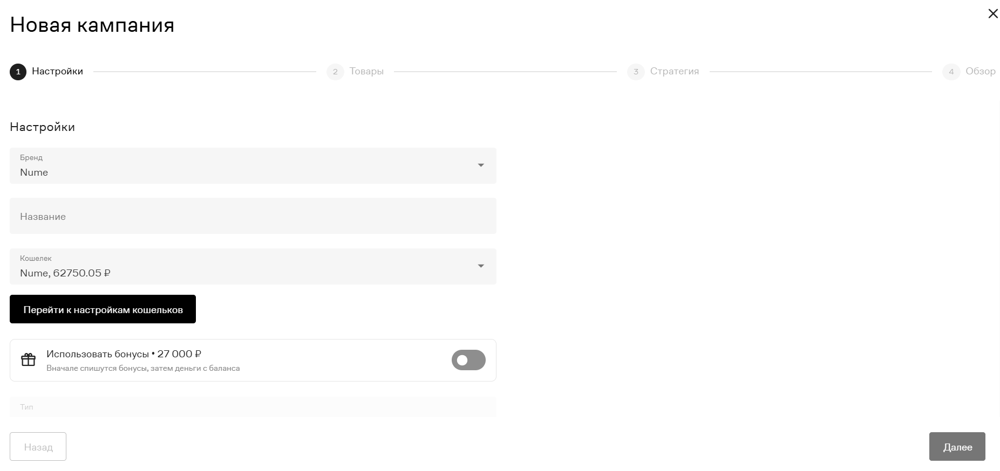 Новая кампания
1 Настройки
2 Товары
3 Стратегия
4 Обзор
Настройки
Бренд
Nume
Название
Кошелек
Nume, 62750.05 ₽
Перейти к настройкам кошельков
Использовать бонусы • 27 000 ₽
Вначале спишутся бонусы, затем деньги с баланса
Тип
Назад
Далее